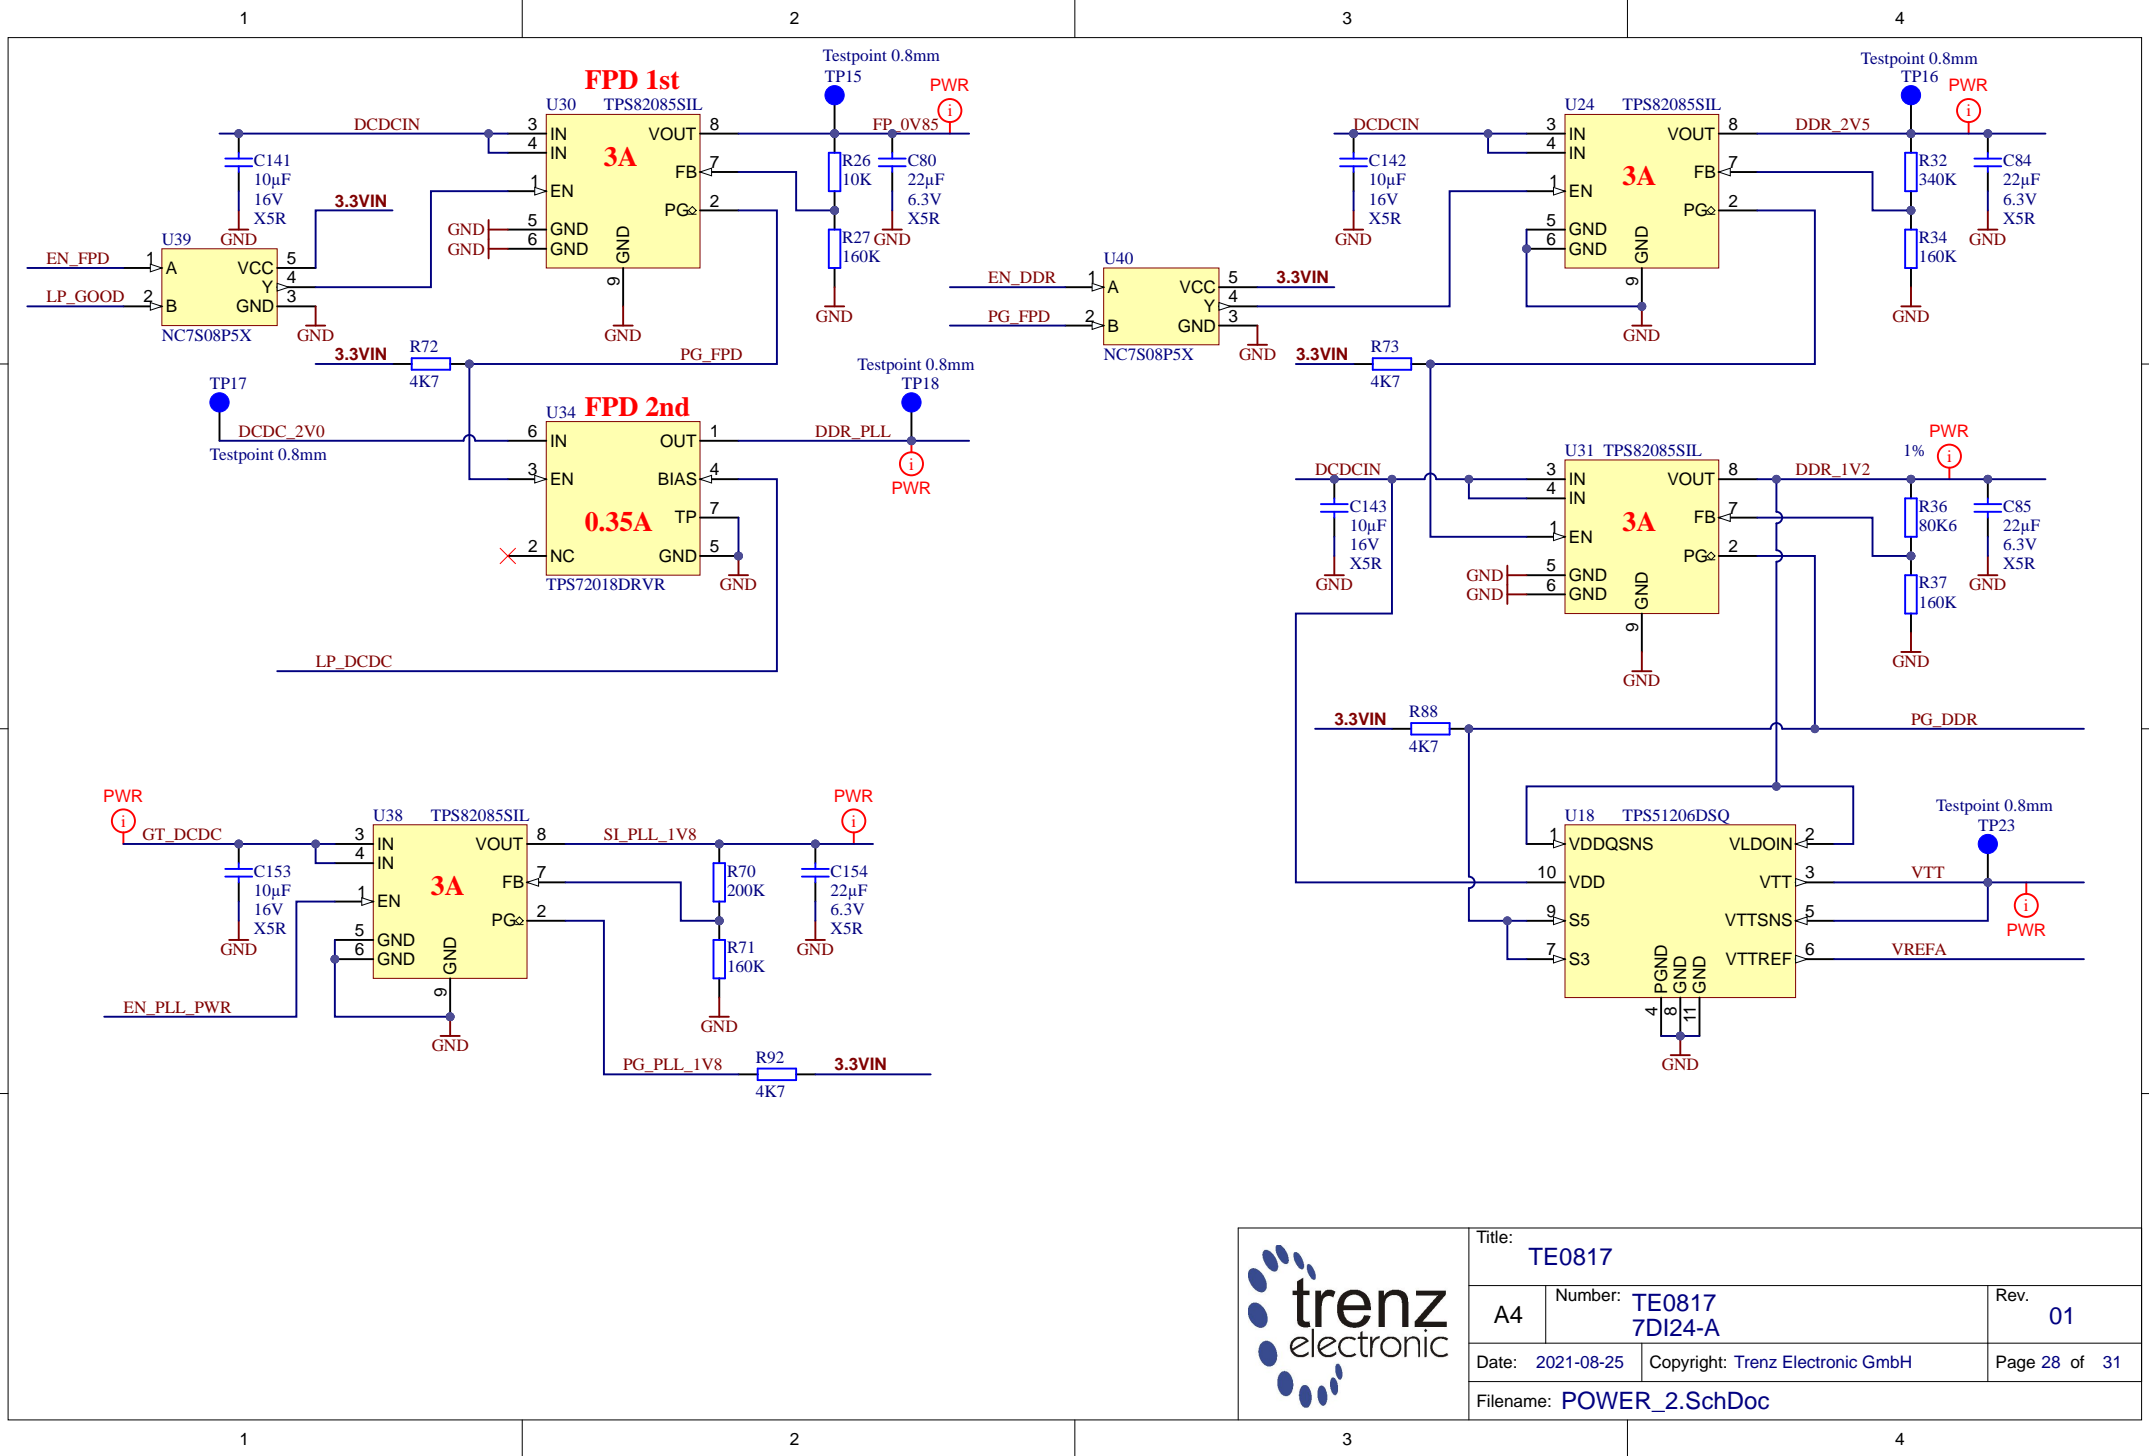 1
2
3
4
FPD 1st
U30 TPS82085SIL
DCDCIN
3 IN
4 IN
1 EN
5 GND
6 GND
GND
GND
GND
9
GND
VOUT 8
FB 7
PG 2
3A
C141
10µF
16V
X5R
GND
3.3VIN
Testpoint 0.8mm
TP15
PWR
i
FP_0V85
R26
10K
C80
22µF
6.3V
X5R
GND
R27
160K
GND
U39
EN_FPD
1 A
LP_GOOD
2 B
VCC 5
Y 4
GND 3
GND
NC7S08P5X
3.3VIN
R72
4K7
PG_FPD
TP17
DCDC_2V0
Testpoint 0.8mm
U34 FPD 2nd
6 IN
3 EN
2 NC
OUT 1
BIAS 4
TP 7
GND 5
0.35A
TPS72018DRVR
GND
DDR_PLL
Testpoint 0.8mm
TP18
i
PWR
LP_DCDC
PWR
i
GT_DCDC
C153
10µF
16V
X5R
GND
EN_PLL_PWR
U38 TPS82085SIL
3 IN
4 IN
1 EN
5 GND
6 GND
GND
9
GND
VOUT 8
FB 7
PG 2
3A
SI_PLL_1V8
PWR
i
R70
200K
C154
22µF
6.3V
X5R
GND
R71
160K
GND
PG_PLL_1V8
R92
4K7
3.3VIN
U24 TPS82085SIL
DCDCIN
C142
10µF
16V
X5R
GND
3 IN
4 IN
1 EN
5 GND
6 GND
GND
9
GND
VOUT 8
FB 7
PG 2
3A
DDR_2V5
Testpoint 0.8mm
TP16
PWR
i
R32
340K
C84
22µF
6.3V
X5R
GND
R34
160K
GND
U40
EN_DDR
1 A
PG_FPD
2 B
VCC 5
Y 4
GND 3
GND
NC7S08P5X
3.3VIN
3.3VIN
R73
4K7
U31 TPS82085SIL
DCDCIN
C143
10µF
16V
X5R
GND
3 IN
4 IN
1 EN
5 GND
6 GND
GND
GND
GND
9
GND
VOUT 8
FB 7
PG 2
3A
DDR_1V2
1%
PWR
i
R36
80K6
C85
22µF
6.3V
X5R
GND
R37
160K
GND
3.3VIN
R88
4K7
PG_DDR
U18 TPS51206DSQ
1 VDDQSNS
10 VDD
9 S5
7 S3
VLDOIN 2
VTT 3
VTTSNS 5
VTTREF 6
PGND
GND
GND
4
8
11
GND
Testpoint 0.8mm
TP23
VTT
i
PWR
VREFA
trenz
electronic
Title:
TE0817
A4
Number: TE0817
7DI24-A
Rev.
01
Date: 2021-08-25
Copyright: Trenz Electronic GmbH
Page 28 of 31
Filename: POWER_2.SchDoc
1
2
3
4